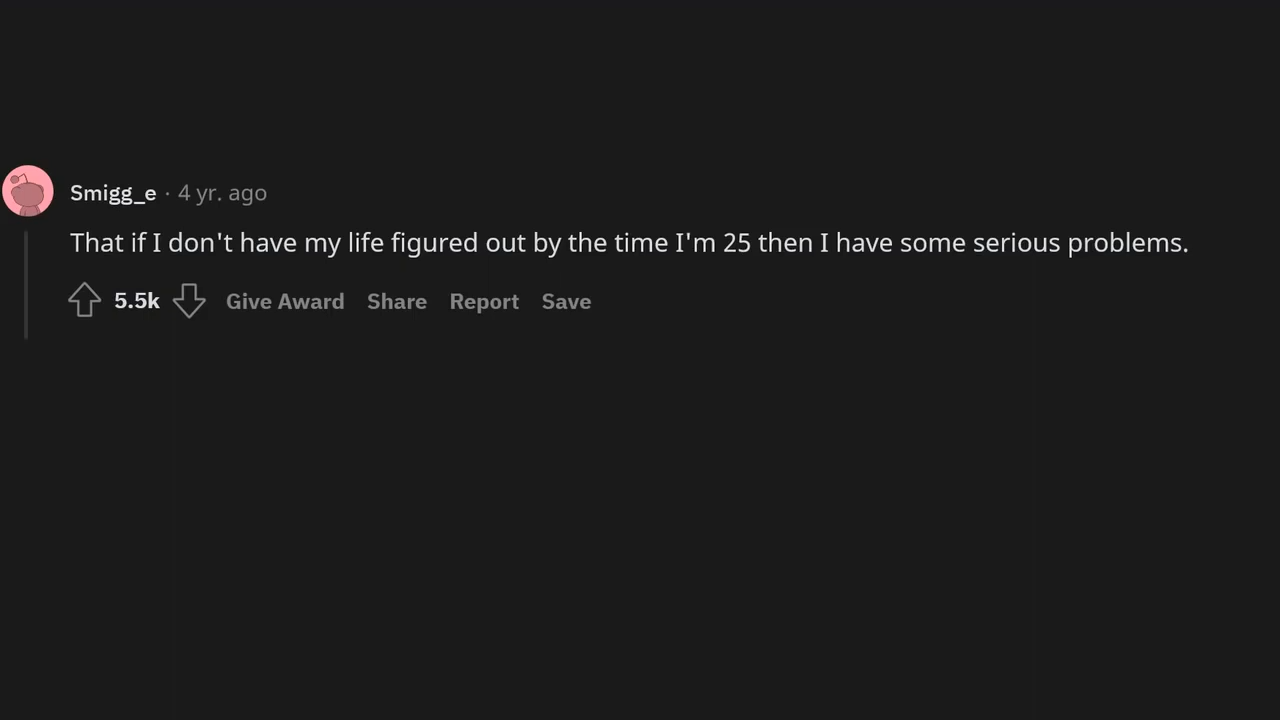 Smigg_e · 4 yr. ago
That if I don't have my life figured out by the time I'm 25 then I have some serious problems.
5.5k Give Award Share Report Save